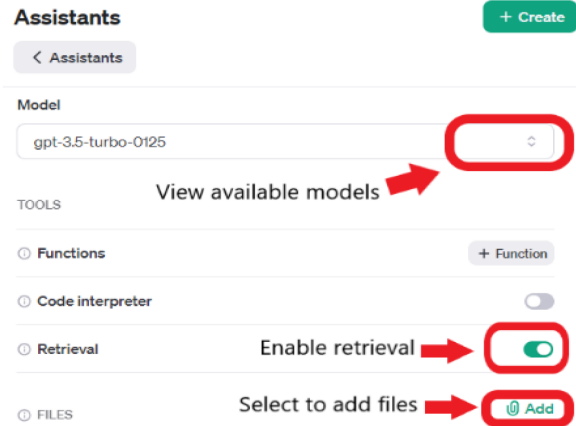 Assistants
+ Create
< Assistants
Model
gpt-3.5-turbo-0125
View available models
TOOLS
Functions
+ Function
Code interpreter
Retrieval
Enable retrieval
Select to add files
Add
FILES